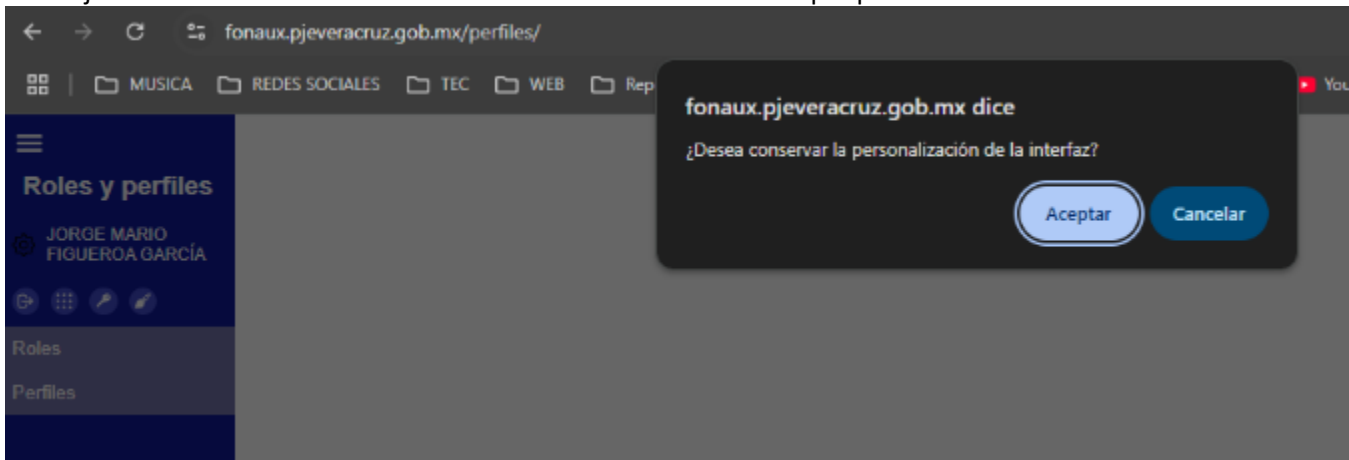 fonaux.pjeveracruz.gob.mx/perfiles/
MUSICA REDES SOCIALES TEC WEB Rep
You
fonaux.pjeveracruz.gob.mx dice
¿Desea conservar la personalización de la interfaz?
Aceptar Cancelar
Roles y perfiles
JORGE MARIO
FIGUEROA GARCÍA
Roles
Perfiles